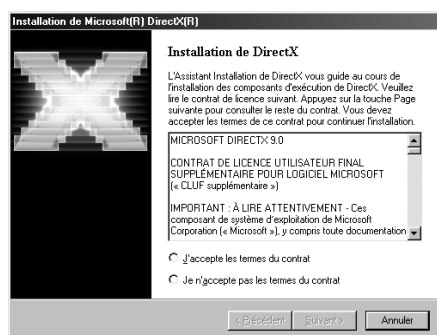 Installation de Microsoft(R) DirectX(R)
Installation de DirectX
L'Assistant Installation de DirectX vous guide au cours de
l'installation des composants d'exécution de DirectX. Veuillez
lire le contrat de licence suivant. Appuyez sur la touche Page
suivante pour consulter le reste du contrat. Vous devez
accepter les termes de ce contrat pour continuer l'installation.
MICROSOFT DIRECTX 9.0
CONTRAT DE LICENCE UTILISATEUR FINAL
SUPPLÉMENTAIRE POUR LOGICIEL MICROSOFT
(« CLUF supplémentaire »)
IMPORTANT : À LIRE ATTENTIVEMENT - Ces
composant de système d'exploitation de Microsoft
Corporation (« Microsoft »), y compris toute documentation
J'accepte les termes du contrat
Je n'accepte pas les termes du contrat
< Précédent Suivant > Annuler